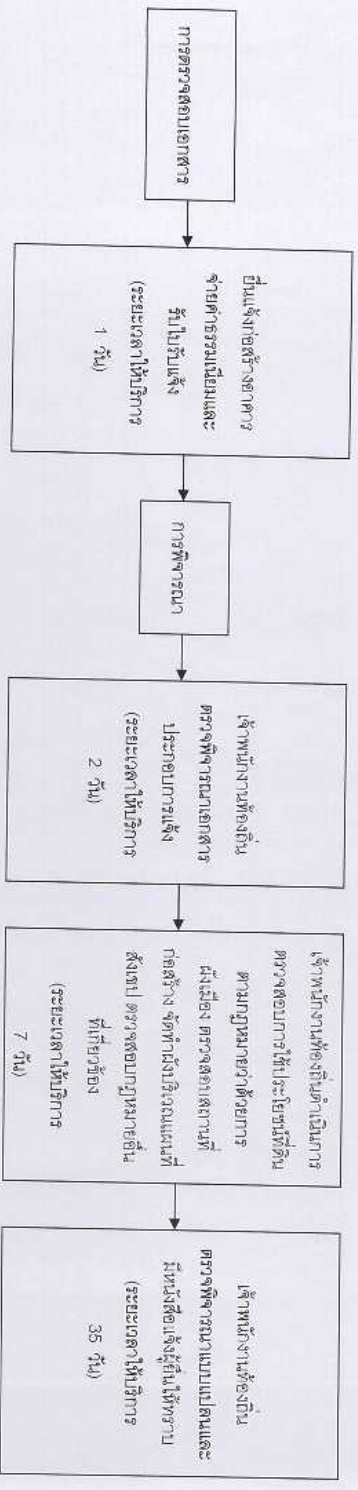 การตรวจสอบเอกสาร
ยื่นแจ้งก่อสร้างอาคาร
จ่ายค่าธรรมเนียมและ
รับใบรับแจ้ง
(ระยะเวลาให้บริการ
1 วัน)
การพิจารณา
เจ้าพนักงานท้องถิ่น
ตรวจพิจารณาเอกสาร
ประกอบการแจ้ง
(ระยะเวลาให้บริการ
2 วัน)
เจ้าพนักงานท้องถิ่นดำเนินการ
ตรวจสอบการใช้ประโยชน์ที่ดิน
ตามกฎหมายว่าด้วยการ
ผังเมือง ตรวจสอบสถานที่
ก่อสร้าง จัดทำผังบริเวณแผนที่
สังเขป ตรวจสอบกฎหมายอื่น
ที่เกี่ยวข้อง
(ระยะเวลาให้บริการ
7 วัน)
เจ้าพนักงานท้องถิ่น
ตรวจพิจารณาแบบแปลนและ
มีหนังสือแจ้งผู้ยื่นให้ทราบ
(ระยะเวลาให้บริการ
35 วัน)